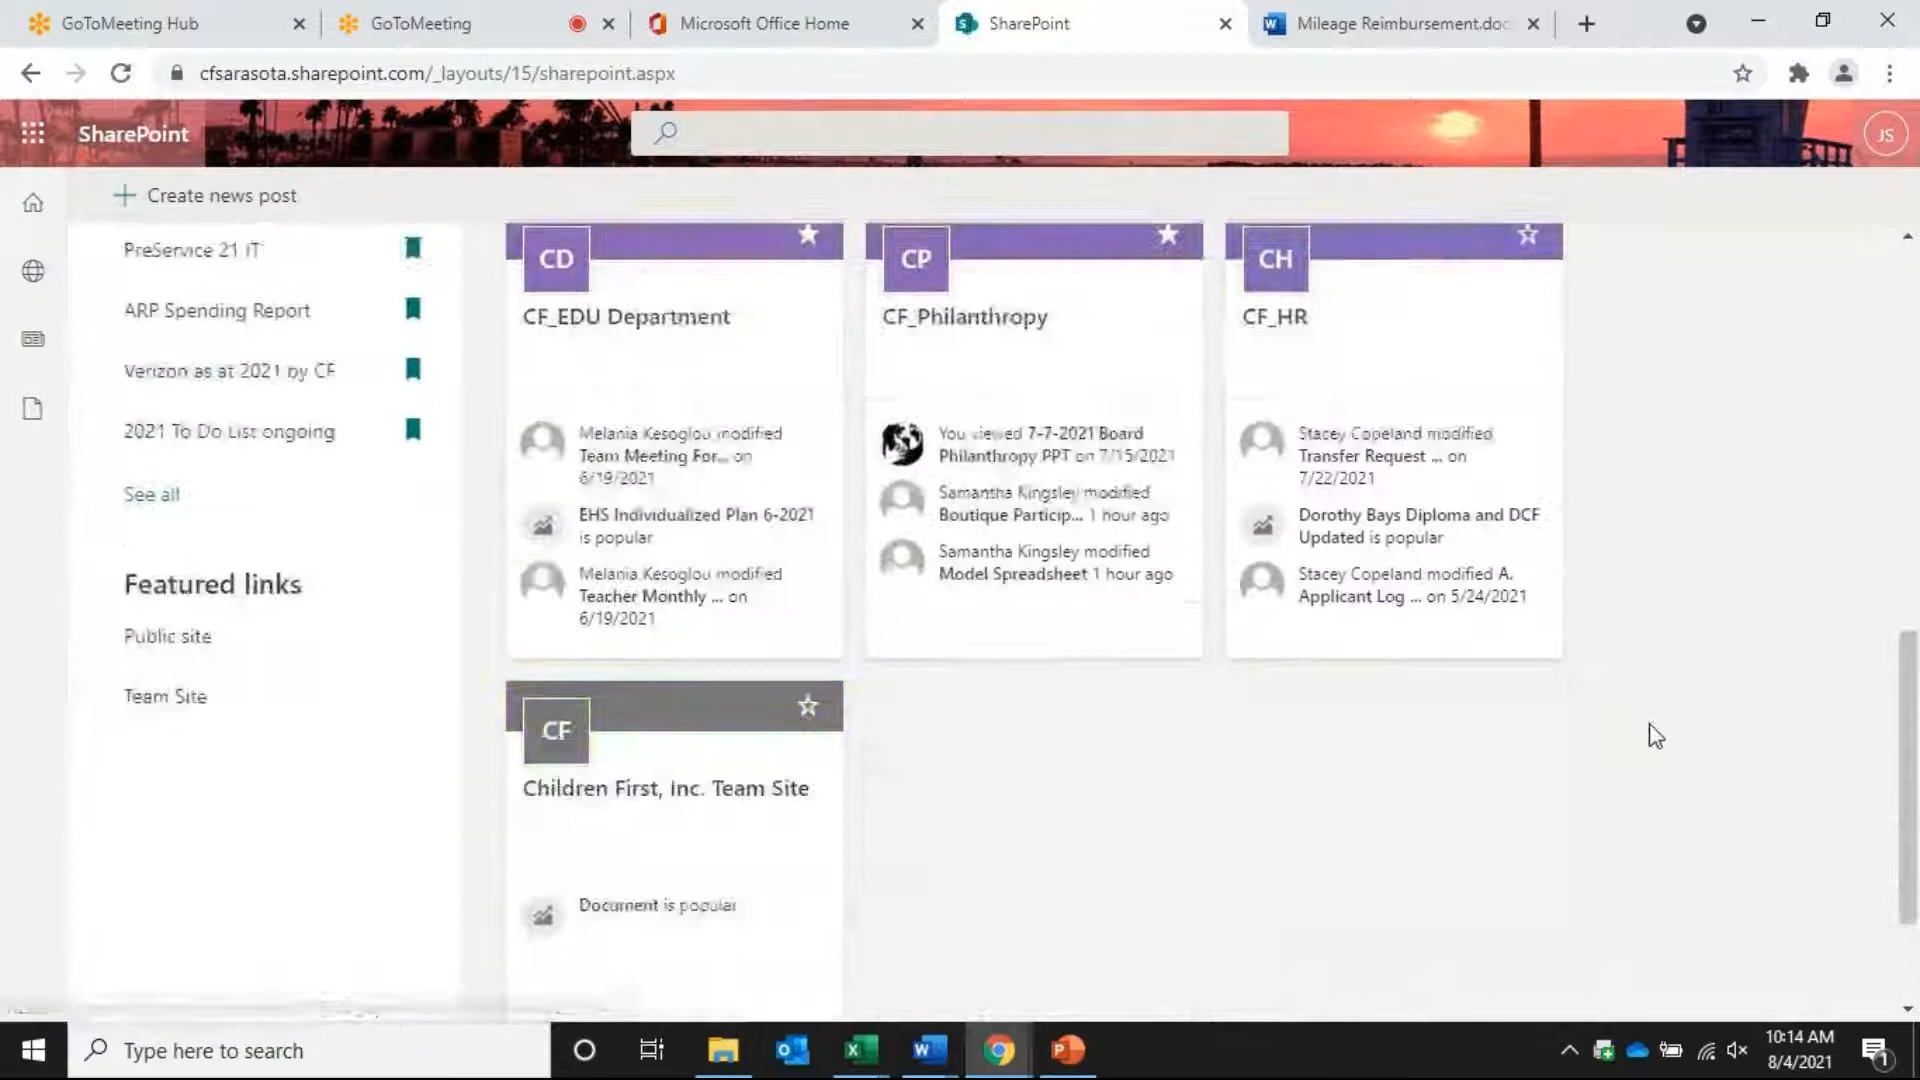 GoToMeeting Hub
GoToMeeting
Microsoft Office Home
SharePoint
Mileage Reimbursement.doc
cfsarasota.sharepoint.com/_layouts/15/sharepoint.aspx
SharePoint
JS
Create news post
PreService 21 IT
ARP Spending Report
Verizon as at 2021 by CF
2021 To Do List ongoing
See all
Featured links
Public site
Team Site
CD
CF_EDU Department
Melania Kesoglou modified
Team Meeting For... on
6/19/2021
EHS Individualized Plan 6-2021
is popular
Melania Kesoglou modified
Teacher Monthly ... on
6/19/2021
CP
CF_Philanthropy
You viewed 7-7-2021 Board
Philanthropy PPT on 7/15/2021
Samantha Kingsley modified
Boutique Particip... 1 hour ago
Samantha Kingsley modified
Model Spreadsheet 1 hour ago
CH
CF_HR
Stacey Copeland modified
Transfer Request ... on
7/22/2021
Dorothy Bays Diploma and DCF
Updated is popular
Stacey Copeland modified A.
Applicant Log ... on 5/24/2021
CF
Children First, Inc. Team Site
Document is popular
Type here to search
10:14 AM
8/4/2021
1